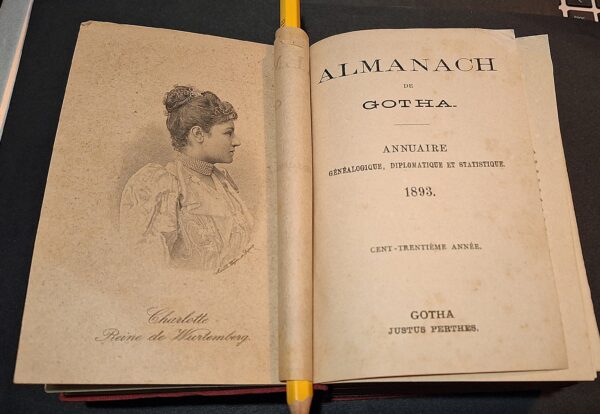 Charlotte
Reine de Wurtemberg.
ALMANACH
DE
GOTHA.
ANNUAIRE
GÉNÉALOGIQUE, DIPLOMATIQUE ET STATISTIQUE.
1893.
CENT-TRENTIÈME ANNÉE.
GOTHA
JUSTUS PERTHES.